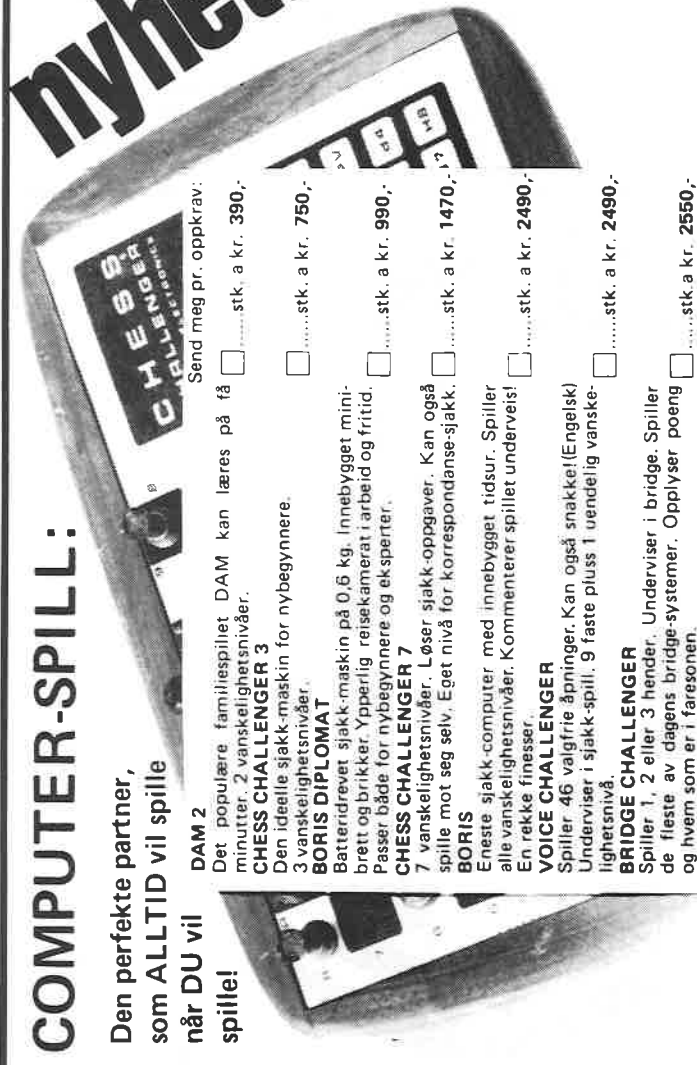 COMPUTER-SPILL:
Den perfekte partner,
som ALLTID vil spille
når DU vil
spille!
CHESS
CHALLENGER
Send meg pr. oppkrav:
DAM 2
Det populære familiespillet DAM kan læres på få
minutter. 2 vanskelighetsnivåer.
......stk. a kr. 390,-
CHESS CHALLENGER 3
Den ideelle sjakk-maskin for nybegynnere.
3 vanskelighetsnivåer.
......stk. a kr. 750,-
BORIS DIPLOMAT
Batteridrevet sjakk-maskin på 0,6 kg. Innebygget mini-
brett og brikker. Ypperlig reisekamerat i arbeid og fritid.
Passer både for nybegynnere og eksperter.
......stk. a kr. 990,-
CHESS CHALLENGER 7
7 vanskelighetsnivåer. Løser sjakk-oppgaver. Kan også
spille mot seg selv. Eget nivå for korrespondanse-sjakk.
......stk. a kr. 1470,-
BORIS
Eneste sjakk-computer med innebygget tidsur. Spiller
alle vanskelighetsnivåer. Kommenterer spillet underveis!
En rekke finesser.
......stk. a kr. 2490,-
VOICE CHALLENGER
Spiller 46 valgfrie åpninger. Kan også snakke!(Engelsk)
Underviser i sjakk-spill. 9 faste pluss 1 uendelig vanske-
lighetsnivå.
......stk. a kr. 2490,-
BRIDGE CHALLENGER
Spiller 1, 2 eller 3 hender. Underviser i bridge. Spiller
de fleste av dagens bridge-systemer. Opplyser poeng
og hvem som er i faresonen.
......stk. a kr. 2550,-